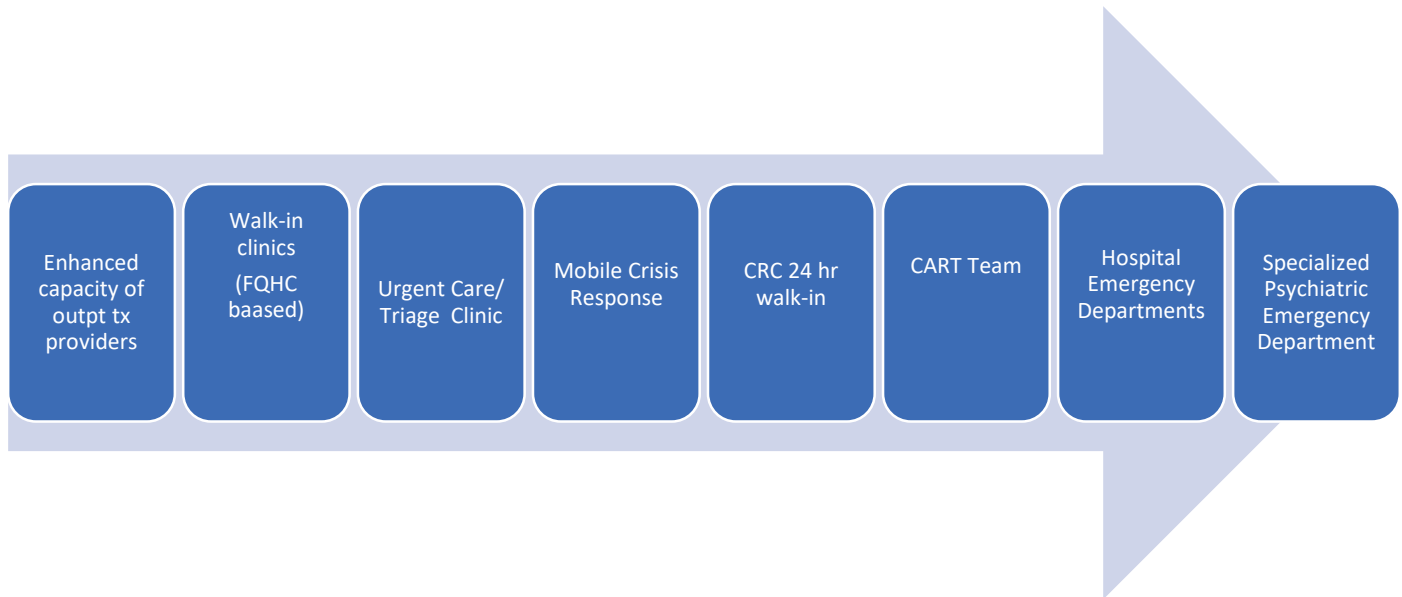 Enhanced
capacity of
outpt tx
providers
Walk-in
clinics
(FQHC
baased)
Urgent Care/
Triage  Clinic
Mobile Crisis
Response
CRC 24 hr
walk-in
CART Team
Hospital
Emergency
Departments
Specialized
Psychiatric
Emergency
Department